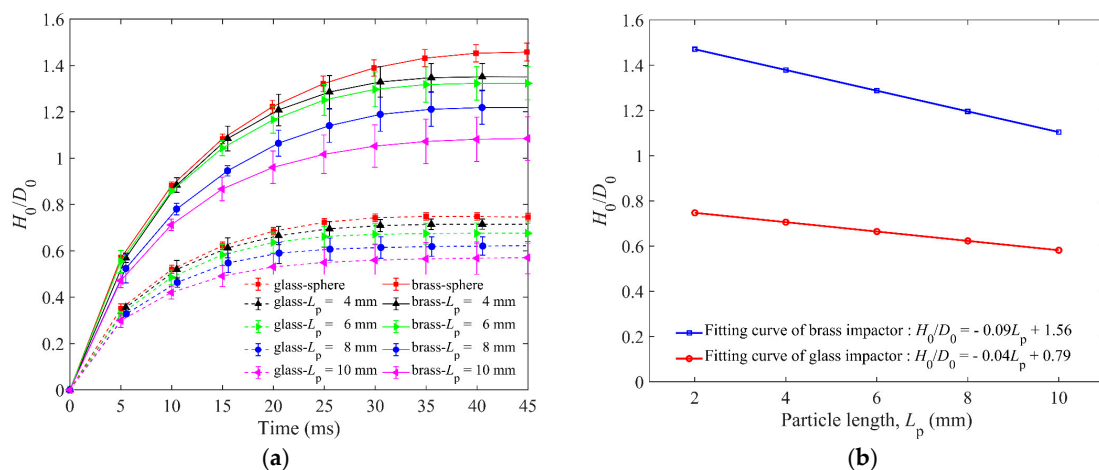 1.6
1.4
1.2
1
0.8
0.6
0.4
0.2
0
H0/D0
0 5 10 15 20 25 30 35 40 45
Time (ms)
glass-sphere brass-sphere
glass-Lp = 4 mm brass-Lp = 4 mm
glass-Lp = 6 mm brass-Lp = 6 mm
glass-Lp = 8 mm brass-Lp = 8 mm
glass-Lp = 10 mm brass-Lp = 10 mm
(a)
1.6
1.4
1.2
1
0.8
0.6
0.4
0.2
0
H0/D0
Fitting curve of brass impactor : H0/D0 = - 0.09Lp + 1.56
Fitting curve of glass impactor : H0/D0 = - 0.04Lp + 0.79
2 4 6 8 10
Particle length, Lp (mm)
(b)